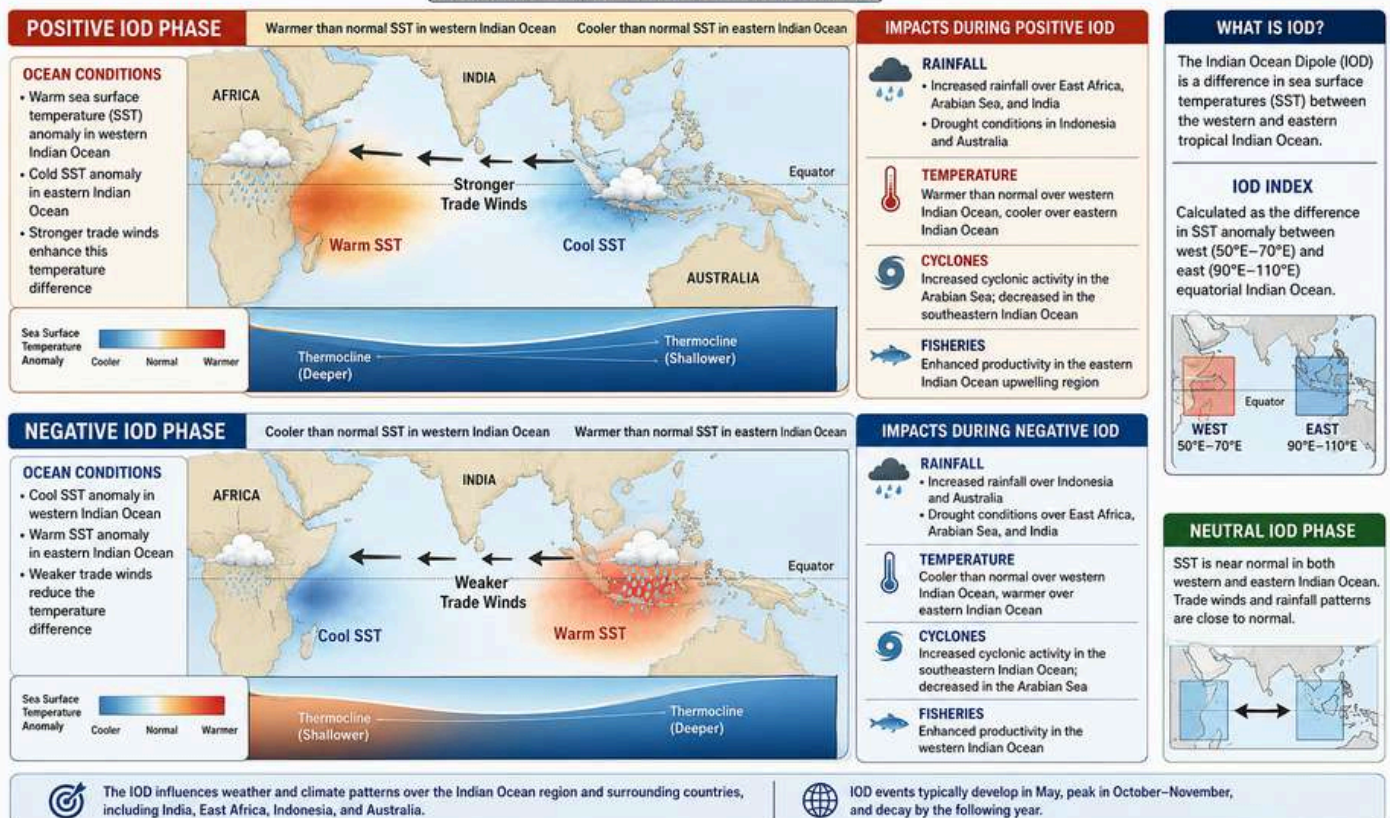 POSITIVE IOD PHASE
Warmer than normal SST in western Indian Ocean
Cooler than normal SST in eastern Indian Ocean
OCEAN CONDITIONS
• Warm sea surface
temperature (SST)
anomaly in western
Indian Ocean
• Cold SST anomaly
in eastern Indian
Ocean
• Stronger trade winds
enhance this
temperature
difference
AFRICA
INDIA
Equator
Stronger
Trade Winds
Warm SST
Cool SST
AUSTRALIA
Sea Surface
Temperature
Anomaly
Cooler
Normal
Warmer
Thermocline
(Deeper)
Thermocline
(Shallower)
IMPACTS DURING POSITIVE IOD
RAINFALL
• Increased rainfall over East Africa,
Arabian Sea, and India
• Drought conditions in Indonesia
and Australia
TEMPERATURE
Warmer than normal over western
Indian Ocean, cooler over eastern
Indian Ocean
CYCLONES
Increased cyclonic activity in the
Arabian Sea; decreased in the
southeastern Indian Ocean
FISHERIES
Enhanced productivity in the eastern
Indian Ocean upwelling region
WHAT IS IOD?
The Indian Ocean Dipole (IOD)
is a difference in sea surface
temperatures (SST) between
the western and eastern
tropical Indian Ocean.
IOD INDEX
Calculated as the difference
in SST anomaly between
west (50°E–70°E) and
east (90°E–110°E)
equatorial Indian Ocean.
Equator
WEST
50°E–70°E
EAST
90°E–110°E
NEGATIVE IOD PHASE
Cooler than normal SST in western Indian Ocean
Warmer than normal SST in eastern Indian Ocean
OCEAN CONDITIONS
• Cool SST anomaly in
western Indian Ocean
• Warm SST anomaly
in eastern Indian Ocean
• Weaker trade winds
reduce the
temperature
difference
AFRICA
INDIA
Equator
Weaker
Trade Winds
Cool SST
Warm SST
Sea Surface
Temperature
Anomaly
Cooler
Normal
Warmer
Thermocline
(Shallower)
Thermocline
(Deeper)
IMPACTS DURING NEGATIVE IOD
RAINFALL
• Increased rainfall over Indonesia
and Australia
• Drought conditions over East Africa,
Arabian Sea, and India
TEMPERATURE
Cooler than normal over western
Indian Ocean, warmer over
eastern Indian Ocean
CYCLONES
Increased cyclonic activity in the
southeastern Indian Ocean;
decreased in the Arabian Sea
FISHERIES
Enhanced productivity in the
western Indian Ocean
NEUTRAL IOD PHASE
SST is near normal in both
western and eastern Indian Ocean.
Trade winds and rainfall patterns
are close to normal.
The IOD influences weather and climate patterns over the Indian Ocean region and surrounding countries,
including India, East Africa, Indonesia, and Australia.
IOD events typically develop in May, peak in October–November,
and decay by the following year.